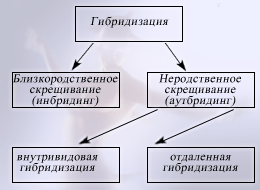 Гибридизация
Близкородственное
скрещивание
(инбридинг)
Неродственное
скрещивание
(аутбридинг)
внутривидовая
гибридизация
отдаленная
гибридизация